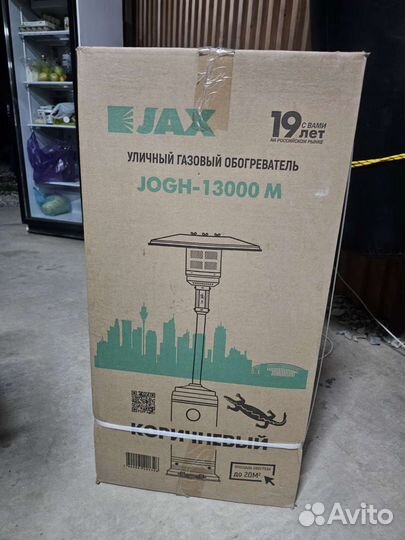 JAX
19 С ВАМИ
ЛЕТ
НА РОССИЙСКОМ РЫНКЕ
УЛИЧНЫЙ ГАЗОВЫЙ ОБОГРЕВАТЕЛЬ
JOGH-13000 M
КОРИЧНЕВЫЙ
ДО 20М²
Avito